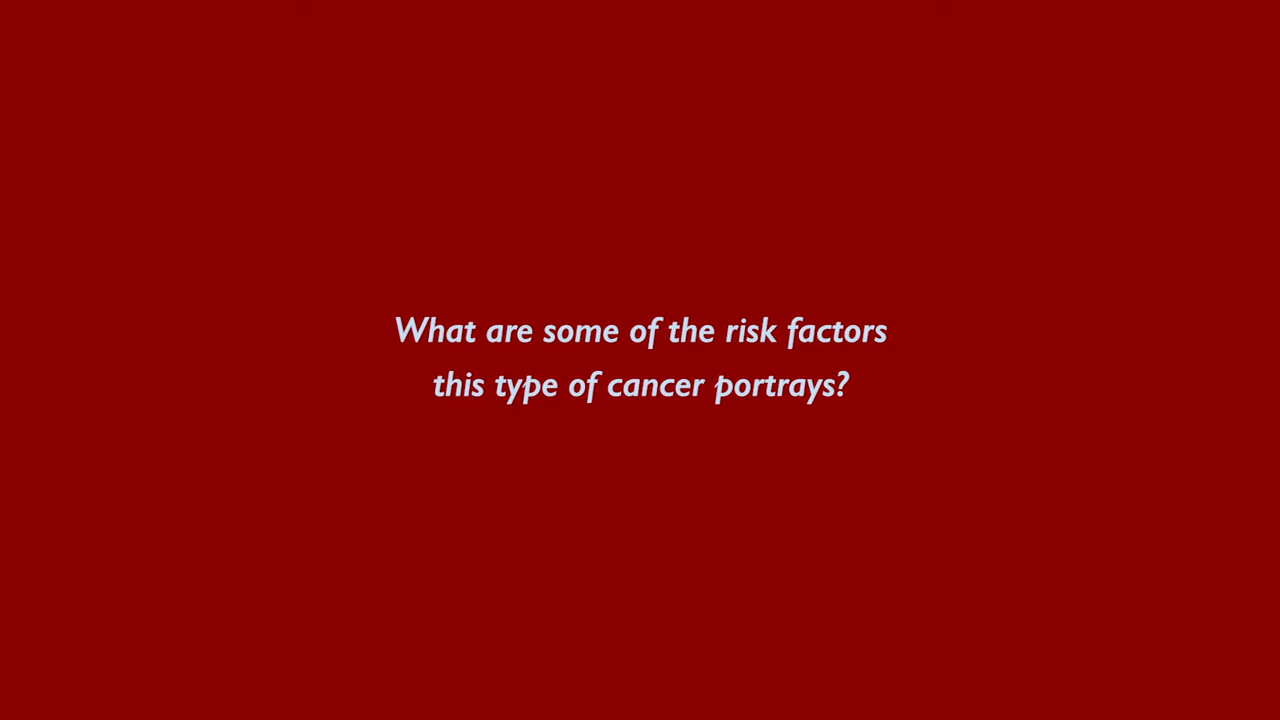 What are some of the risk factors
this type of cancer portrays?